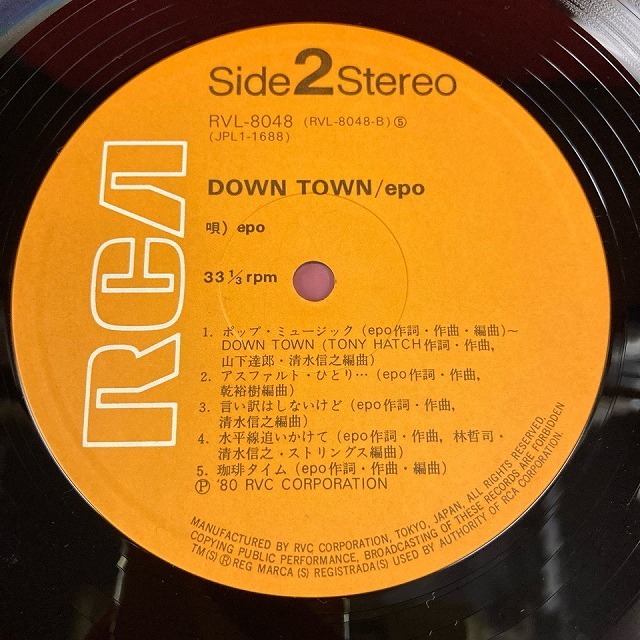 Side 2 Stereo
RVL-8048 (RVL-8048-B) ⑤
(JPL1-1688)
DOWN TOWN/epo
唄) epo
33 1/3 rpm
RCA
1. ポップ・ミュージック (epo作詞・作曲・編曲)〜
DOWN TOWN (TONY HATCH作詞・作曲,
山下達郎・清水信之編曲)
2. アスファルト・ひとり… (epo作詞・作曲,
乾裕樹編曲)
3. 言い訳はしないけど (epo作詞・作曲,
清水信之編曲)
4. 水平線追いかけて (epo作詞・作曲, 林哲司・
清水信之・ストリングス編曲)
5. 珈琲タイム (epo作詞・作曲・編曲)
Ⓟ '80 RVC CORPORATION
MANUFACTURED BY RVC CORPORATION, TOKYO, JAPAN. ALL RIGHTS RESERVED.
COPYING PUBLIC PERFORMANCE, BROADCASTING OF THESE RECORDS ARE FORBIDDEN
TM(S) ® REG MARCA(S) REGISTRADA(S) USED BY AUTHORITY OF RCA CORPORATION.